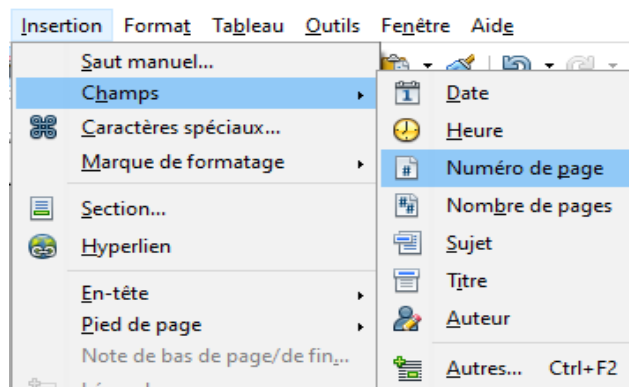 Insertion Format Tableau Outils Fenêtre Aide
Saut manuel...
Champs
Caractères spéciaux...
Marque de formatage
Section...
Hyperlien
En-tête
Pied de page
Note de bas de page/de fin...
Date
Heure
Numéro de page
Nombre de pages
Sujet
Titre
Auteur
Autres... Ctrl+F2